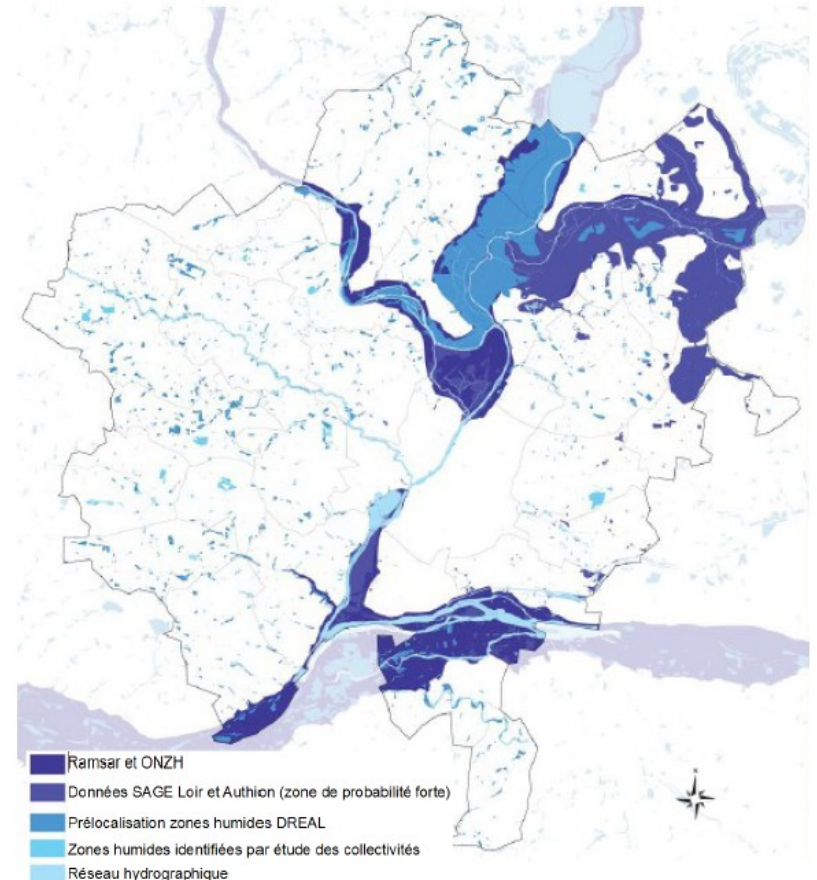 Ramsar et ONZH
Données SAGE Loir et Authion (zone de probabilité forte)
Prélocalisation zones humides DREAL
Zones humides identifiées par étude des collectivités
Réseau hydrographique